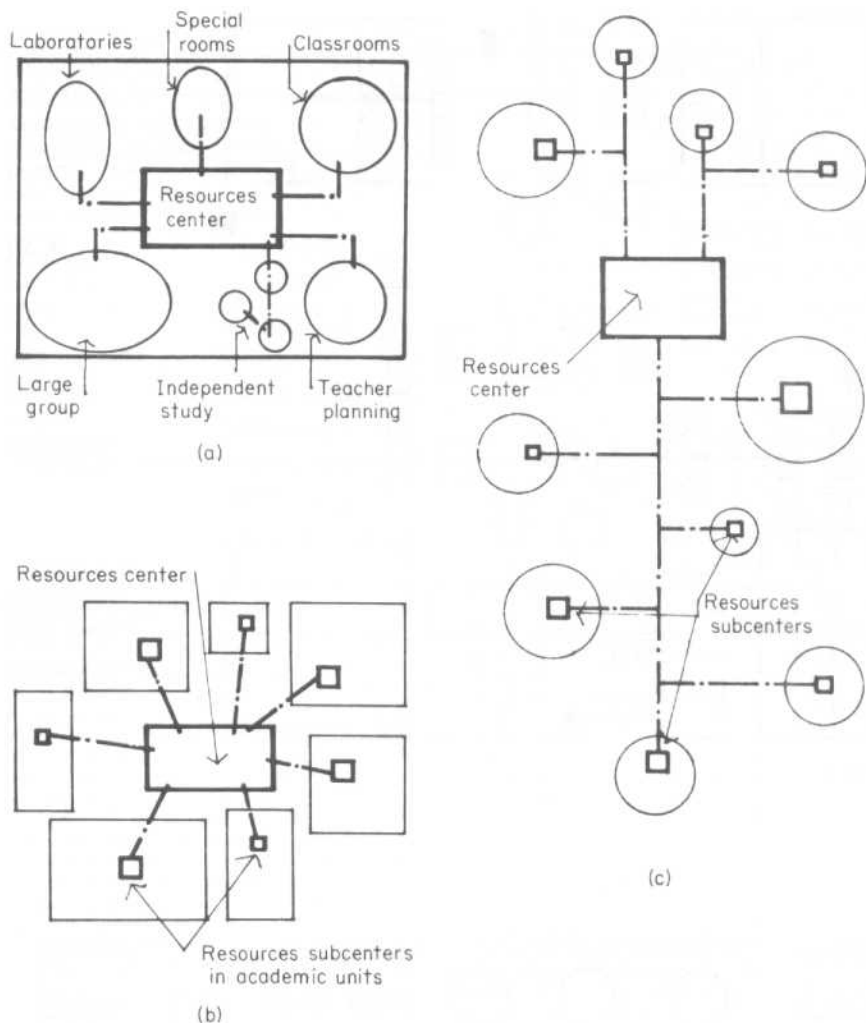 Laboratories
Special
rooms
Classrooms
Resources
center
Large
group
Independent
study
Teacher
planning
(a)
Resources center
Resources subcenters
in academic units
(b)
Resources
center
Resources
subcenters
(c)